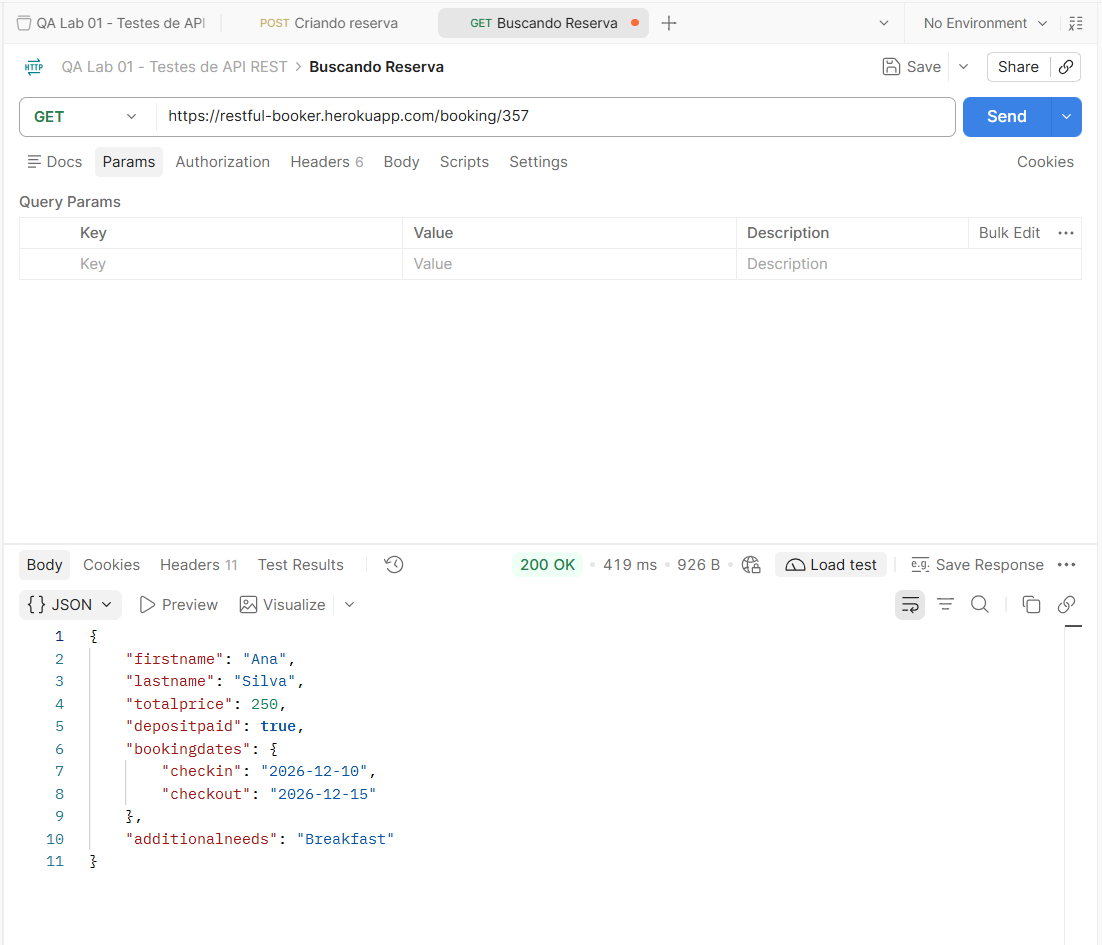 QA Lab 01 - Testes de API
POST Criando reserva
GET Buscando Reserva
No Environment
HTTP QA Lab 01 - Testes de API REST > Buscando Reserva
Save
Share
GET
https://restful-booker.herokuapp.com/booking/357
Send
Docs Params Authorization Headers 6 Body Scripts Settings
Cookies
Query Params
Key Value Description Bulk Edit
Key Value Description
Body Cookies Headers 11 Test Results
200 OK • 419 ms • 926 B • Load test
e.g. Save Response
{} JSON Preview Visualize
1 {
2 "firstname": "Ana",
3 "lastname": "Silva",
4 "totalprice": 250,
5 "depositpaid": true,
6 "bookingdates": {
7 "checkin": "2026-12-10",
8 "checkout": "2026-12-15"
9 },
10 "additionalneeds": "Breakfast"
11 }